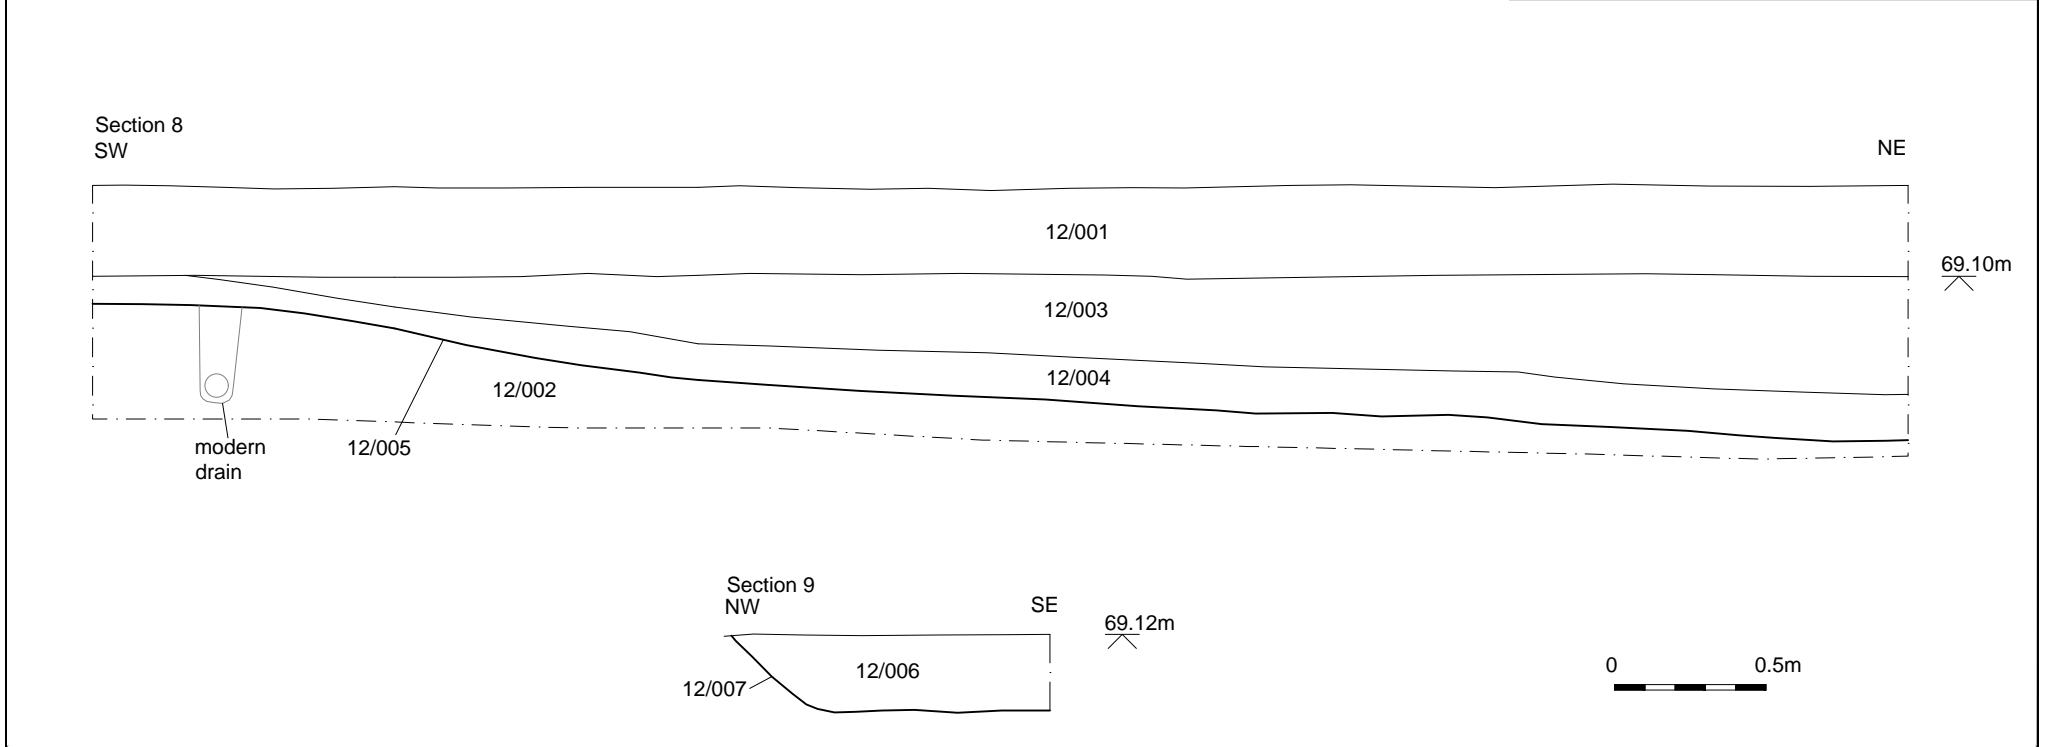 Section 8
SW
NE
12/001
69.10m
12/003
12/004
12/002
modern
drain
12/005
Section 9
NW
SE
69.12m
12/006
12/007
0
0.5m